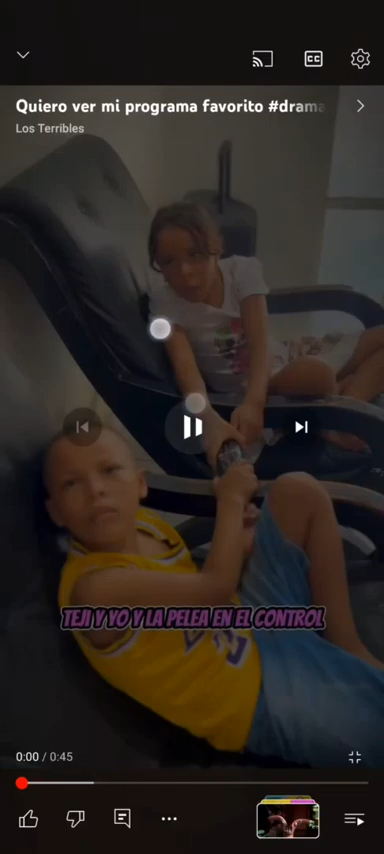 CC
Quiero ver mi programa favorito #drama
Los Terribles
TEJI Y YO Y LA PELEA EN EL CONTROL
0:00 / 0:45